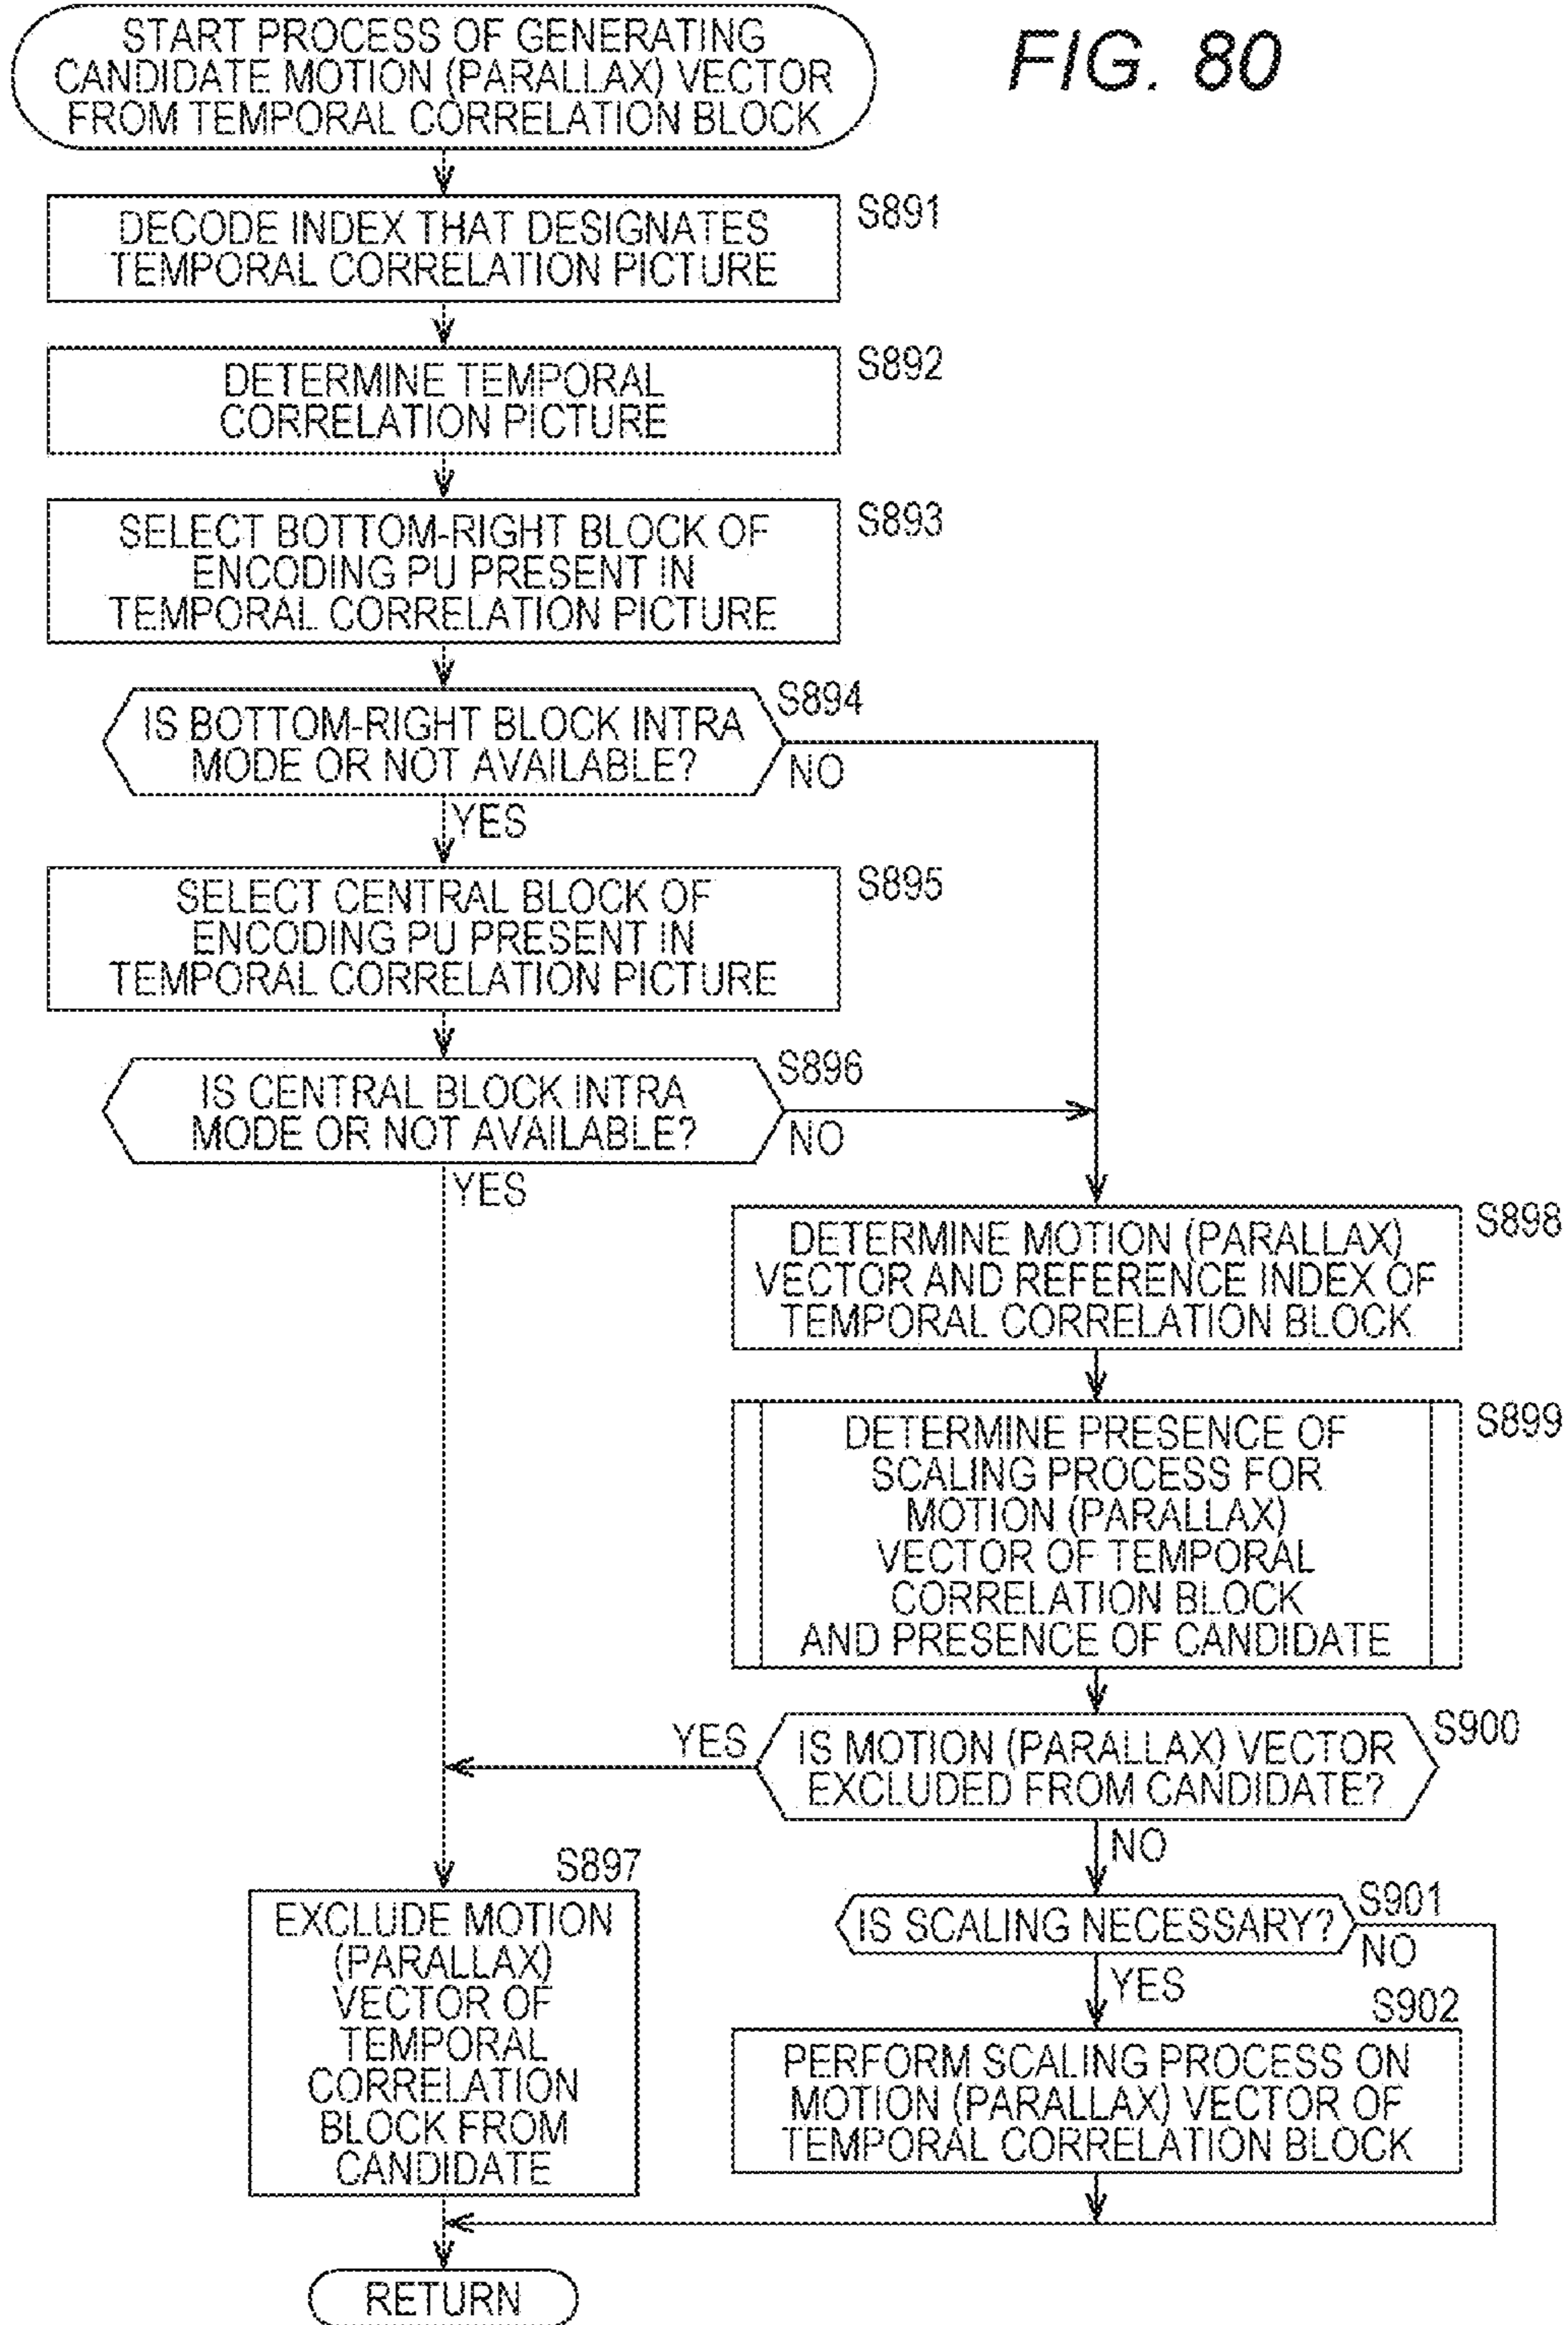 FIG. 80
START PROCESS OF GENERATING
CANDIDATE MOTION (PARALLAX) VECTOR
FROM TEMPORAL CORRELATION BLOCK
S891
DECODE INDEX THAT DESIGNATES
TEMPORAL CORRELATION PICTURE
S892
DETERMINE TEMPORAL
CORRELATION PICTURE
S893
SELECT BOTTOM-RIGHT BLOCK OF
ENCODING PU PRESENT IN
TEMPORAL CORRELATION PICTURE
S894
IS BOTTOM-RIGHT BLOCK INTRA
MODE OR NOT AVAILABLE?
NO
YES
S895
SELECT CENTRAL BLOCK OF
ENCODING PU PRESENT IN
TEMPORAL CORRELATION PICTURE
S896
IS CENTRAL BLOCK INTRA
MODE OR NOT AVAILABLE?
NO
YES
S898
DETERMINE MOTION (PARALLAX)
VECTOR AND REFERENCE INDEX OF
TEMPORAL CORRELATION BLOCK
S899
DETERMINE PRESENCE OF
SCALING PROCESS FOR
MOTION (PARALLAX)
VECTOR OF TEMPORAL
CORRELATION BLOCK
AND PRESENCE OF CANDIDATE
S900
YES
IS MOTION (PARALLAX) VECTOR
EXCLUDED FROM CANDIDATE?
NO
S897
EXCLUDE MOTION
(PARALLAX)
VECTOR OF
TEMPORAL
CORRELATION
BLOCK FROM
CANDIDATE
S901
IS SCALING NECESSARY?
NO
YES
S902
PERFORM SCALING PROCESS ON
MOTION (PARALLAX) VECTOR OF
TEMPORAL CORRELATION BLOCK
RETURN